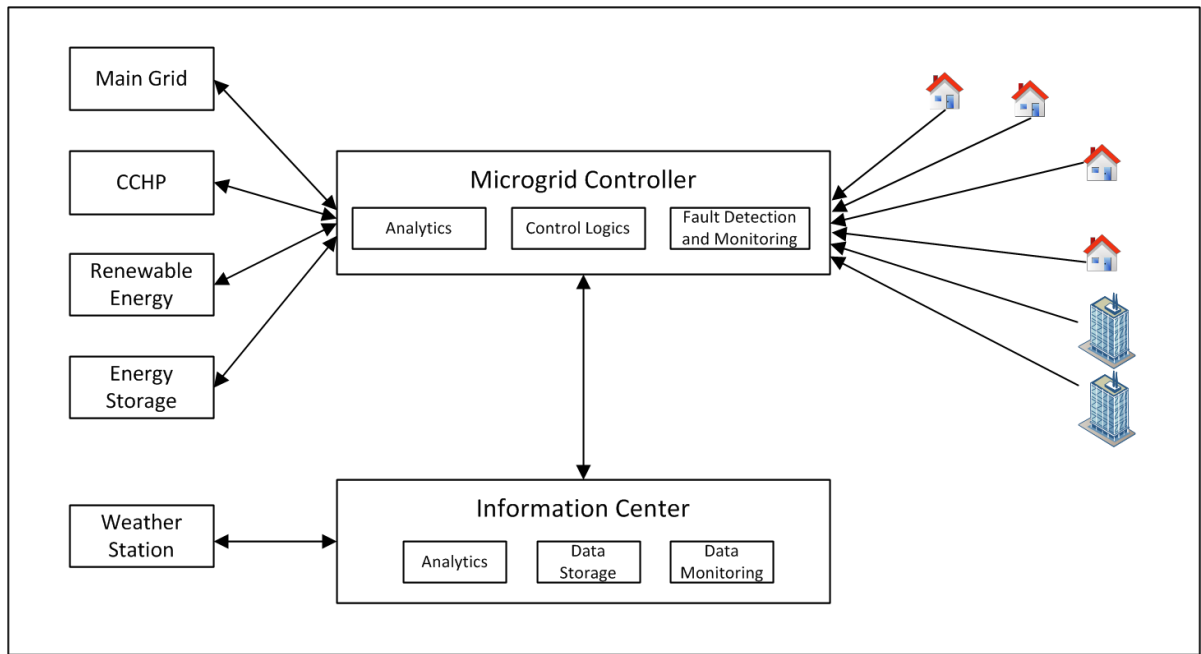 Main Grid
CCHP
Renewable
Energy
Energy
Storage
Weather
Station
Microgrid Controller
Analytics
Control Logics
Fault Detection
and Monitoring
Information Center
Analytics
Data
Storage
Data
Monitoring